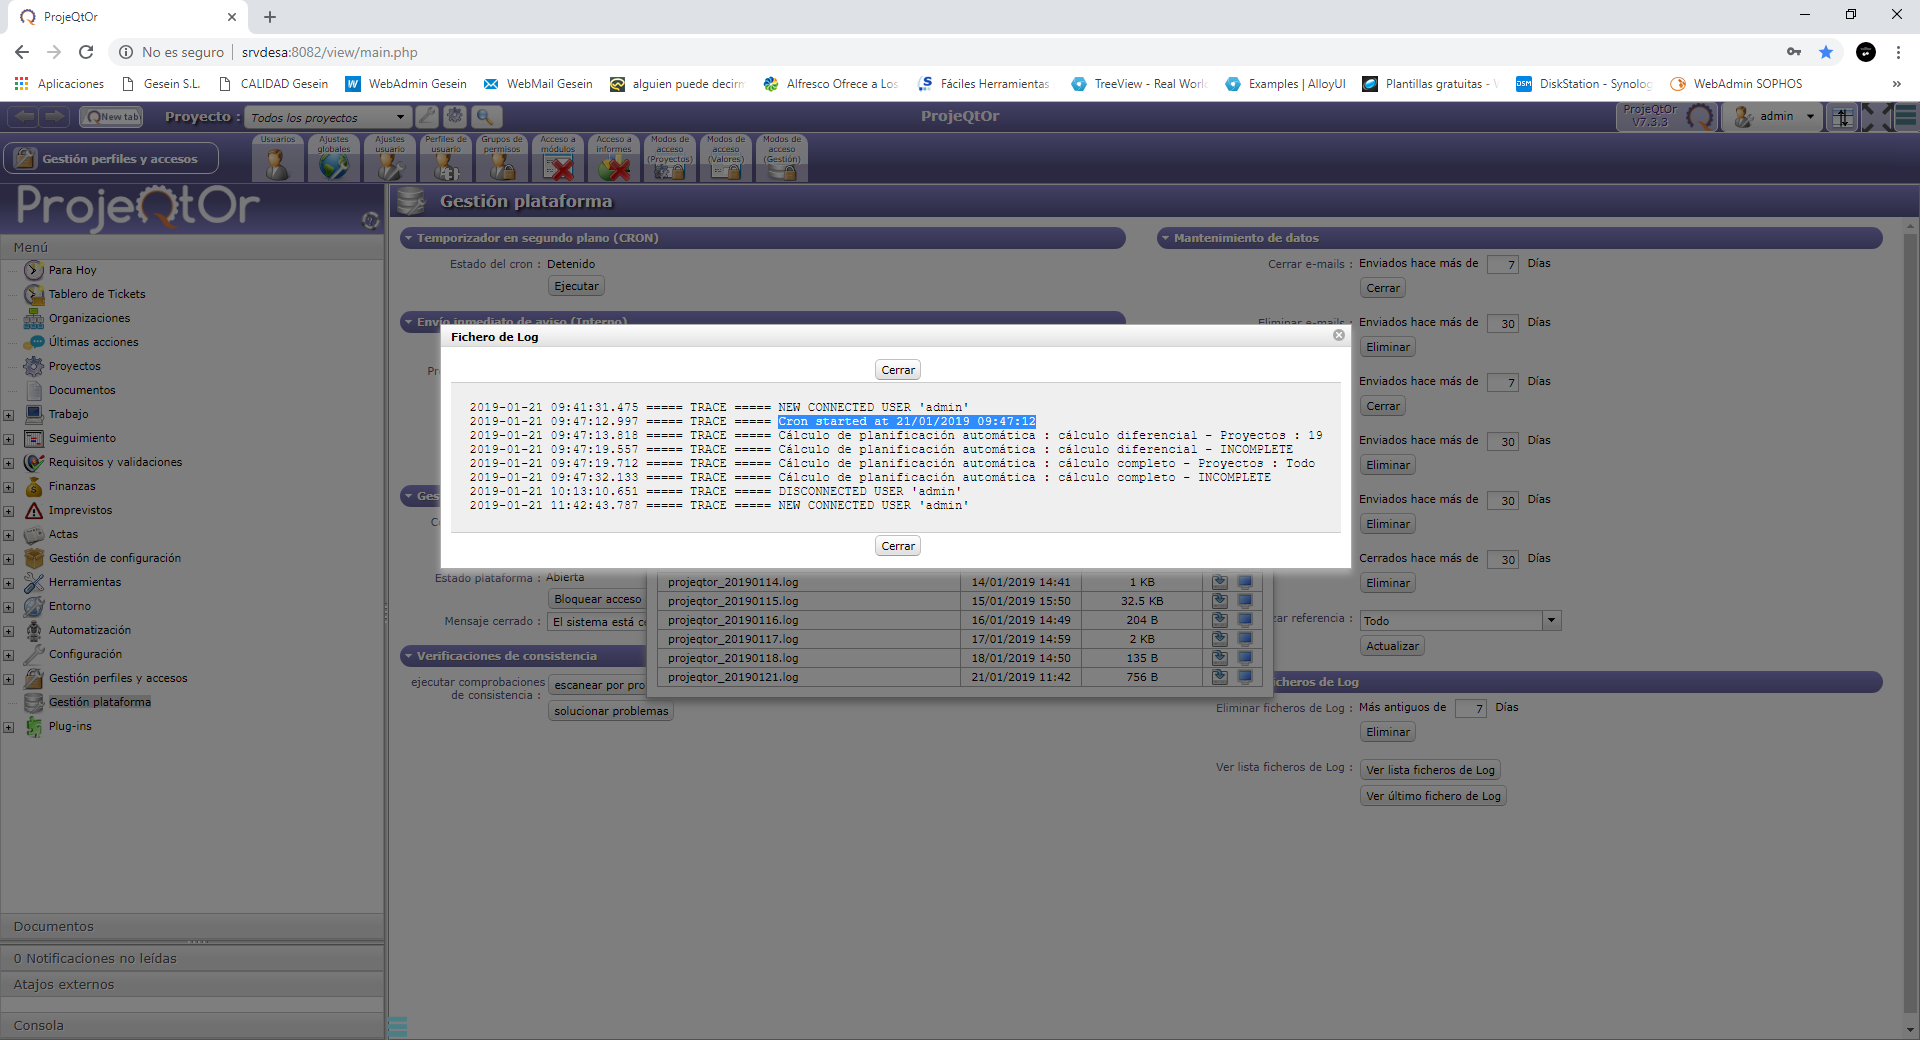 ProjeQtOr
No es seguro
srvdesa:8082/view/main.php
Aplicaciones
Gesein S.L.
CALIDAD Gesein
WebAdmin Gesein
WebMail Gesein
alguien puede decirm
Alfresco Ofrece a Los
Fáciles Herramientas
TreeView - Real World
Examples | AlloyUI
Plantillas gratuitas -
DiskStation - Synolog
WebAdmin SOPHOS
»
New tab
Proyecto :
Todos los proyectos
ProjeQtOr
ProjeQtOr
V7.3.3
admin
Gestión perfiles y accesos
Usuarios
Ajustes
globales
Ajustes
usuario
Perfiles de
usuario
Grupos de
permisos
Acceso a
módulos
Acceso a
informes
Modos de
acceso
(Proyectos)
Modos de
acceso
(Valores)
Modos de
acceso
(Gestión)
ProjeQtOr
Menú
Para Hoy
Tablero de Tickets
Organizaciones
Últimas acciones
Proyectos
Documentos
Trabajo
Seguimiento
Requisitos y validaciones
Finanzas
Imprevistos
Actas
Gestión de configuración
Herramientas
Entorno
Automatización
Configuración
Gestión perfiles y accesos
Gestión plataforma
Plug-ins
Documentos
0 Notificaciones no leídas
Atajos externos
Consola
Gestión plataforma
Temporizador en segundo plano (CRON)
Estado del cron : Detenido
Ejecutar
Envío inmediato de aviso (Interno)
Fichero de Log
Cerrar
2019-01-21 09:41:31.475 ===== TRACE ===== NEW CONNECTED USER 'admin'
2019-01-21 09:47:12.997 ===== TRACE ===== Cron started at 21/01/2019 09:47:12
2019-01-21 09:47:13.818 ===== TRACE ===== Cálculo de planificación automática : cálculo diferencial - Proyectos : 19
2019-01-21 09:47:19.557 ===== TRACE ===== Cálculo de planificación automática : cálculo diferencial - INCOMPLETE
2019-01-21 09:47:19.712 ===== TRACE ===== Cálculo de planificación automática : cálculo completo - Proyectos : Todo
2019-01-21 09:47:32.133 ===== TRACE ===== Cálculo de planificación automática : cálculo completo - INCOMPLETE
2019-01-21 10:13:10.651 ===== TRACE ===== DISCONNECTED USER 'admin'
2019-01-21 11:42:43.787 ===== TRACE ===== NEW CONNECTED USER 'admin'
Cerrar
Estado plataforma : Abierta
Bloquear acceso
Mensaje cerrado : El sistema está c
Verificaciones de consistencia
ejecutar comprobaciones
de consistencia :
escanear por pro
solucionar problemas
projeqtor_20190114.log 14/01/2019 14:41 1 KB
projeqtor_20190115.log 15/01/2019 15:50 32.5 KB
projeqtor_20190116.log 16/01/2019 14:49 204 B
projeqtor_20190117.log 17/01/2019 14:59 2 KB
projeqtor_20190118.log 18/01/2019 14:50 135 B
projeqtor_20190121.log 21/01/2019 11:42 756 B
Mantenimiento de datos
Cerrar e-mails : Enviados hace más de 7 Días
Cerrar
Eliminar e-mails : Enviados hace más de 30 Días
Eliminar
Enviados hace más de 7 Días
Cerrar
Enviados hace más de 30 Días
Eliminar
Enviados hace más de 30 Días
Eliminar
Cerrados hace más de 30 Días
Eliminar
zar referencia : Todo
Actualizar
cheros de Log
Eliminar ficheros de Log : Más antiguos de 7 Días
Eliminar
Ver lista ficheros de Log : Ver lista ficheros de Log
Ver último fichero de Log